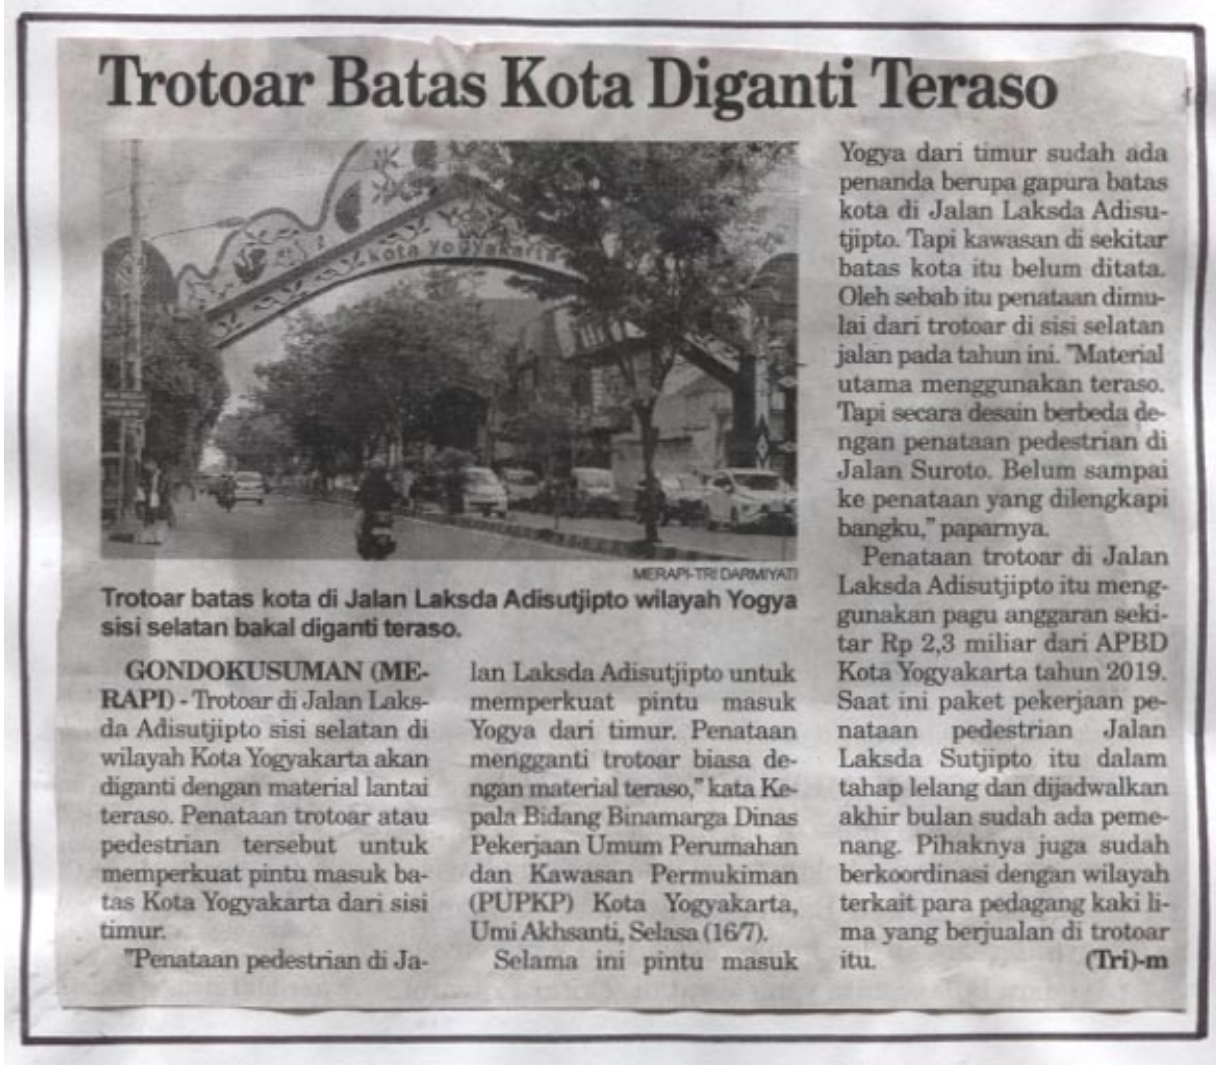 Trotoar Batas Kota Diganti Teraso
kota yogyakarta
MERAPI-TRI DARMIYATI
Trotoar batas kota di Jalan Laksda Adisutjipto wilayah Yogya
sisi selatan bakal diganti teraso.
GONDOKUSUMAN (ME-
RAPI) - Trotoar di Jalan Laks-
da Adisutjipto sisi selatan di
wilayah Kota Yogyakarta akan
diganti dengan material lantai
teraso. Penataan trotoar atau
pedestrian tersebut untuk
memperkuat pintu masuk ba-
tas Kota Yogyakarta dari sisi
timur.
"Penataan pedestrian di Ja-
lan Laksda Adisutjipto untuk
memperkuat pintu masuk
Yogya dari timur. Penataan
mengganti trotoar biasa de-
ngan material teraso," kata Ke-
pala Bidang Binamarga Dinas
Pekerjaan Umum Perumahan
dan Kawasan Permukiman
(PUPKP) Kota Yogyakarta,
Umi Akhsanti, Selasa (16/7).
Selama ini pintu masuk
Yogya dari timur sudah ada
penanda berupa gapura batas
kota di Jalan Laksda Adisu-
tjipto. Tapi kawasan di sekitar
batas kota itu belum ditata.
Oleh sebab itu penataan dimu-
lai dari trotoar di sisi selatan
jalan pada tahun ini. "Material
utama menggunakan teraso.
Tapi secara desain berbeda de-
ngan penataan pedestrian di
Jalan Suroto. Belum sampai
ke penataan yang dilengkapi
bangku," paparnya.
Penataan trotoar di Jalan
Laksda Adisutjipto itu meng-
gunakan pagu anggaran seki-
tar Rp 2,3 miliar dari APBD
Kota Yogyakarta tahun 2019.
Saat ini paket pekerjaan pe-
nataan pedestrian Jalan
Laksda Sutjipto itu dalam
tahap lelang dan dijadwalkan
akhir bulan sudah ada peme-
nang. Pihaknya juga sudah
berkoordinasi dengan wilayah
terkait para pedagang kaki li-
ma yang berjualan di trotoar
itu. (Tri)-m